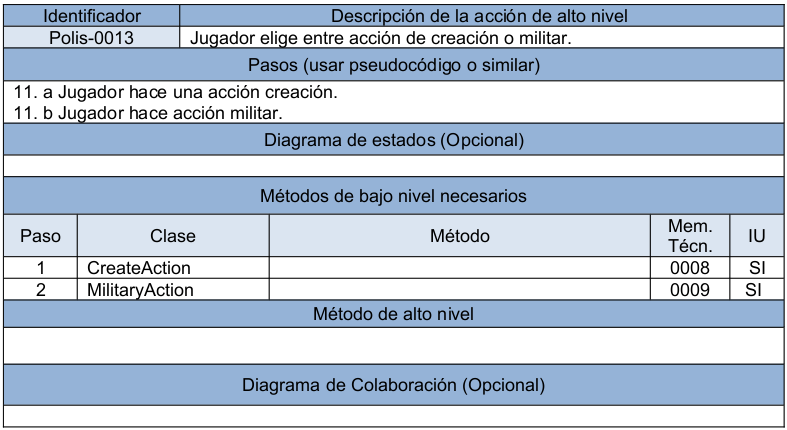 Identificador Descripción de la acción de alto nivel
Polis-0013 Jugador elige entre acción de creación o militar.
Pasos (usar pseudocódigo o similar)
11. a Jugador hace una acción creación.
11. b Jugador hace acción militar.
Diagrama de estados (Opcional)
Métodos de bajo nivel necesarios
Paso Clase Método Mem. Técn. IU
1 CreateAction 0008 SI
2 MilitaryAction 0009 SI
Método de alto nivel
Diagrama de Colaboración (Opcional)